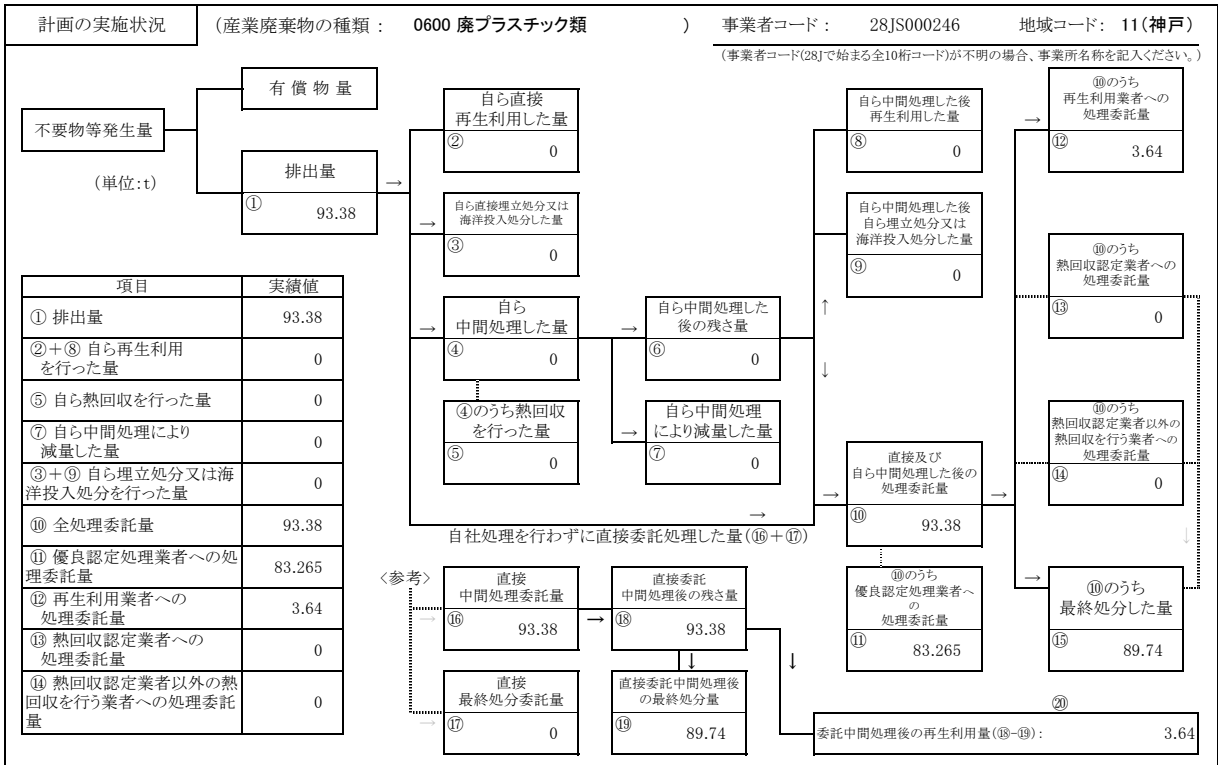 計画の実施状況
(産業廃棄物の種類： 0600 廃プラスチック類 )
事業者コード： 28JS000246 地域コード： 11(神戸)
(事業者コード(28Jで始まる全10桁コード)が不明の場合、事業所名称を記入ください。)
不要物等発生量
(単位:t)
有償物量
排出量
→
① 93.38
自ら直接
再生利用した量
②
0
→
自ら直接埋立処分又は
海洋投入処分した量
③
0
→
自ら
中間処理した量
④
0
④のうち熱回収
を行った量
⑤
0
→
自ら中間処理した
後の残さ量
⑥
0
→
自ら中間処理
により減量した量
⑦
0
自ら中間処理した後
再生利用した量
⑧
0
自ら中間処理した後
自ら埋立処分又は
海洋投入処分した量
⑨
0
↑
↓
→
自社処理を行わずに直接委託処理した量(⑯＋⑰)
→
直接及び
自ら中間処理した後の
処理委託量
⑩
93.38
→
⑩のうち
優良認定処理業者へ
の
処理委託量
⑪
83.265
→
⑩のうち
再生利用業者への
処理委託量
⑫
3.64
⑩のうち
熱回収認定業者への
処理委託量
⑬
0
⑩のうち
熱回収認定業者以外の
熱回収を行う業者への
処理委託量
⑭
0
↓
→
⑩のうち
最終処分した量
⑮
89.74
項目 実績値
① 排出量 93.38
②＋⑧ 自ら再生利用
を行った量
0
⑤ 自ら熱回収を行った量 0
⑦ 自ら中間処理により
減量した量
0
③＋⑨ 自ら埋立処分又は海
洋投入処分を行った量
0
⑩ 全処理委託量 93.38
⑪ 優良認定処理業者への処
理委託量
83.265
⑫ 再生利用業者への
処理委託量
3.64
⑬ 熱回収認定業者への
処理委託量
0
⑭ 熱回収認定業者以外の熱
回収を行う業者への処理委託
量
0
<参考>
→
直接
中間処理委託量
⑯
93.38
→
直接委託
中間処理後の残さ量
⑱
93.38
→
直接
最終処分委託量
⑰
0
↓
直接委託中間処理後
の最終処分量
⑲
89.74
↓
⑳
委託中間処理後の再生利用量(⑱-⑲)： 3.64